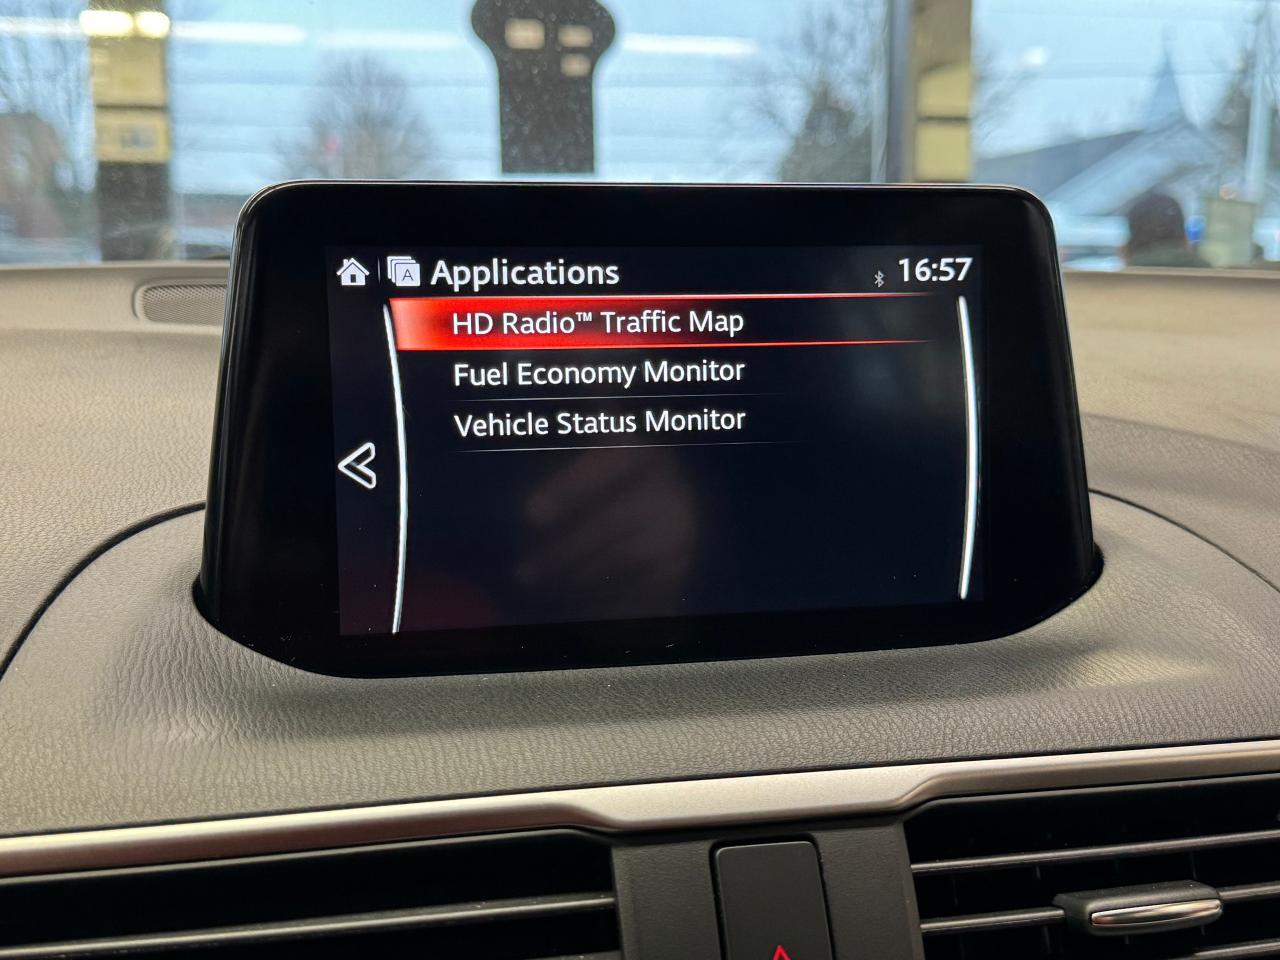 A Applications 16:57
HD Radio™ Traffic Map
Fuel Economy Monitor
Vehicle Status Monitor